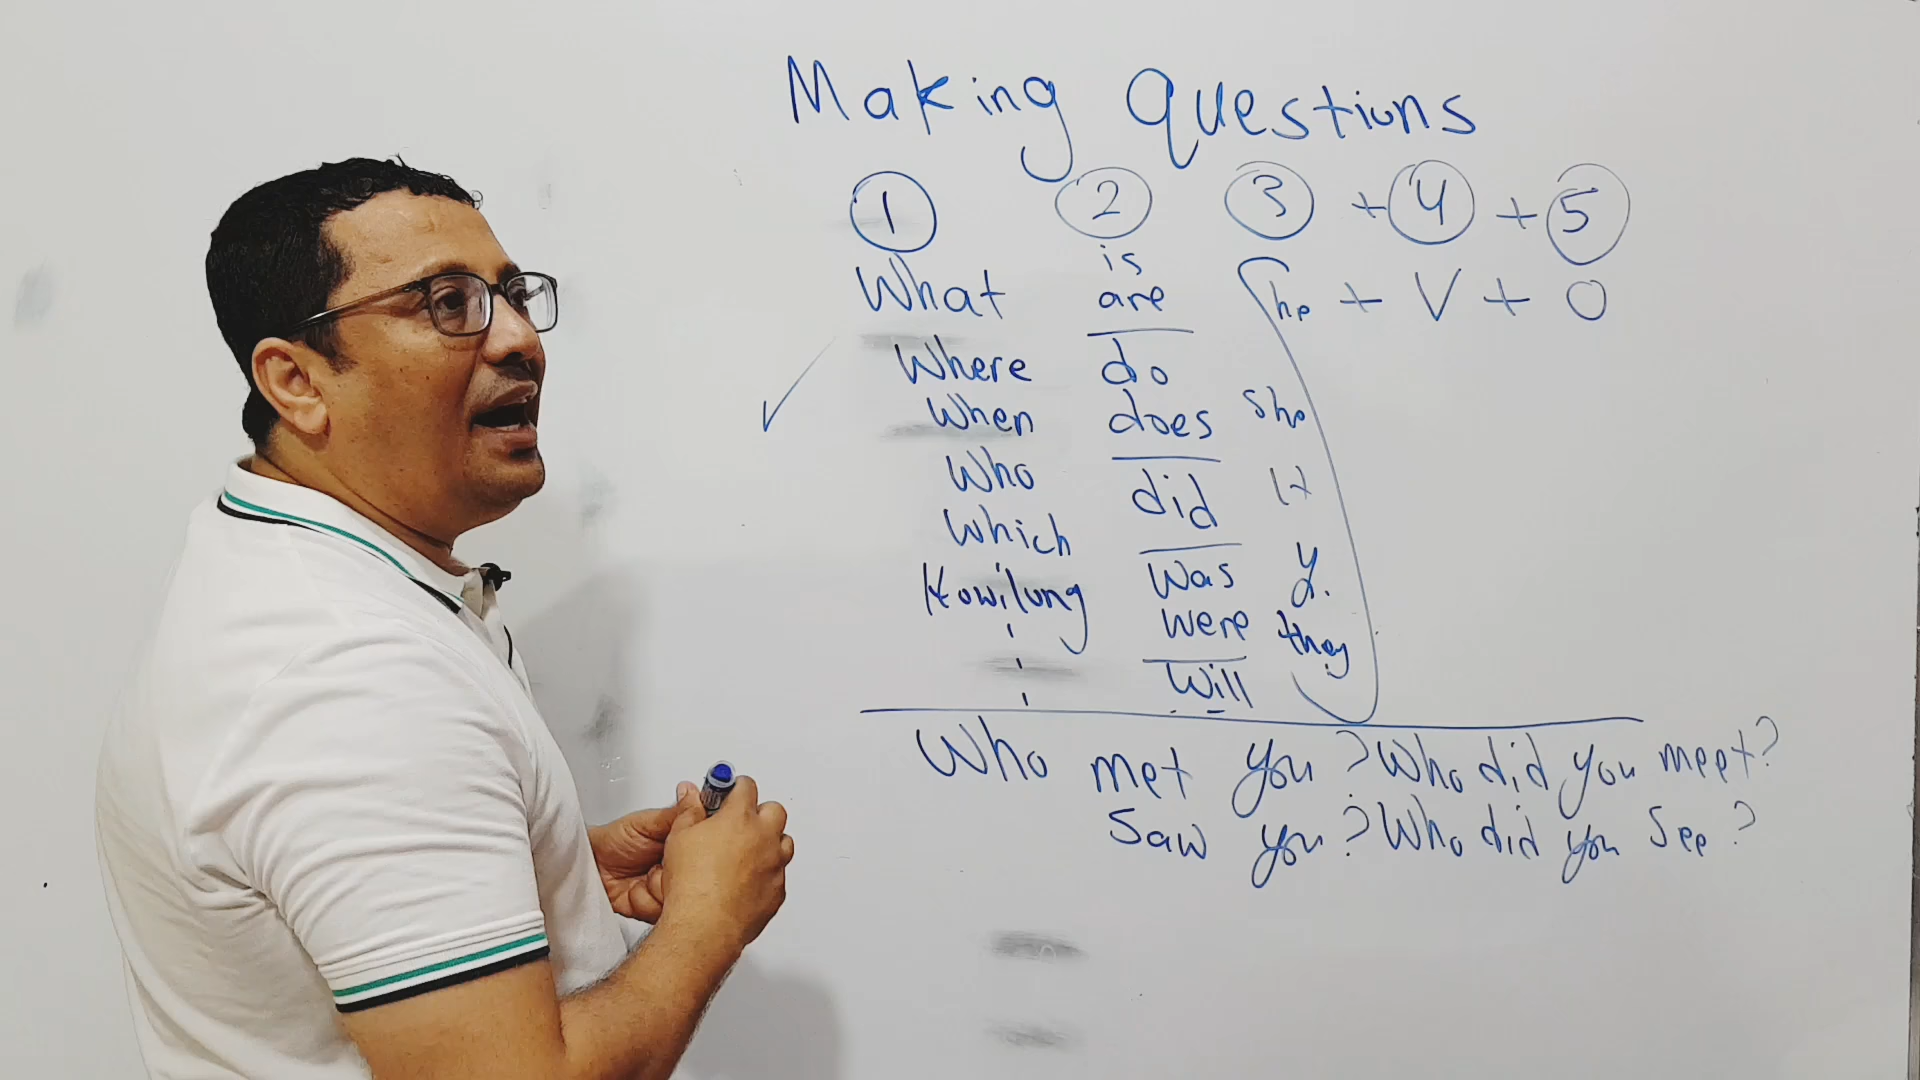 Making questions
1 2 3 + 4 + 5
What is he + V + O
are
Where do
When does she
Who did It
Which was y.
How long were they
will
Who met you? Who did you meet?
saw you? Who did you see?